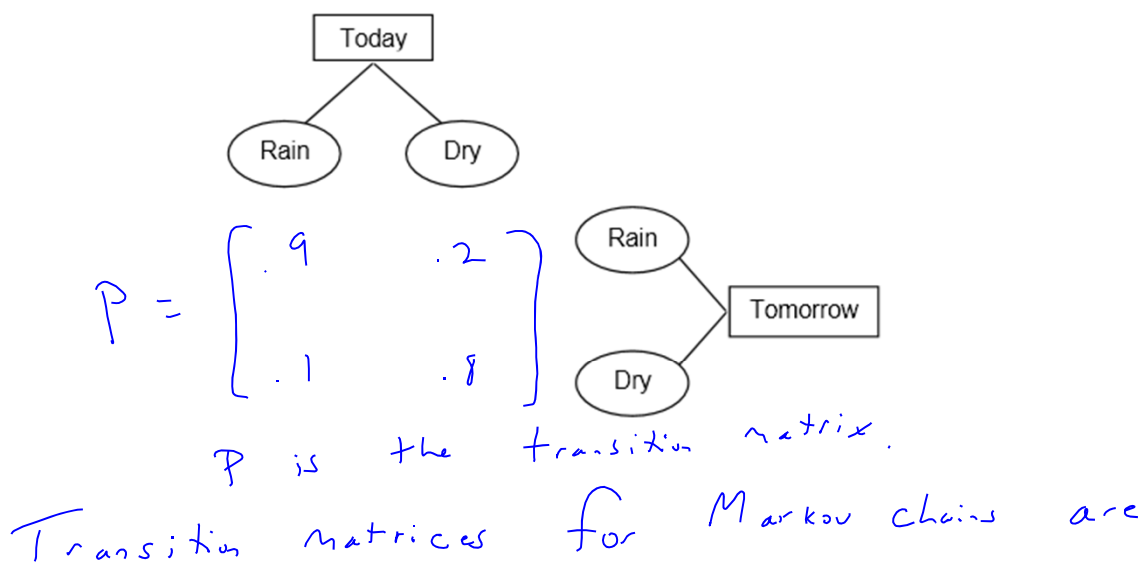 Today
Rain Dry
.9 .2 Rain
P = Tomorrow
.1 .8 Dry
P is the transition matrix.
Transition matrices for Markov chains are